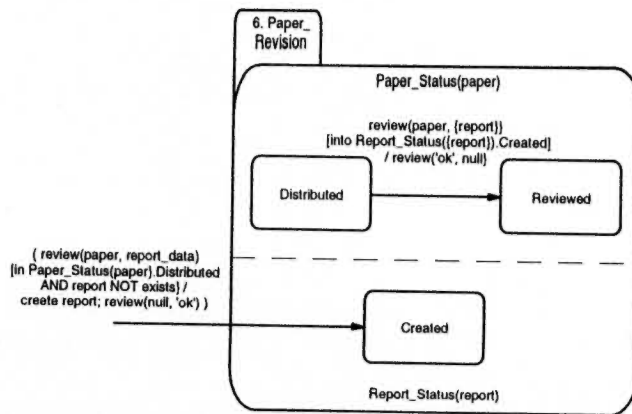 6. Paper_
Revision
Paper_Status(paper)
review(paper, {report})
[into Report_Status({report}).Created]
/ review('ok', null)
Distributed
Reviewed
( review(paper, report_data)
[in Paper_Status(paper).Distributed
AND report NOT exists] /
create report; review(null, 'ok') )
Created
Report_Status(report)